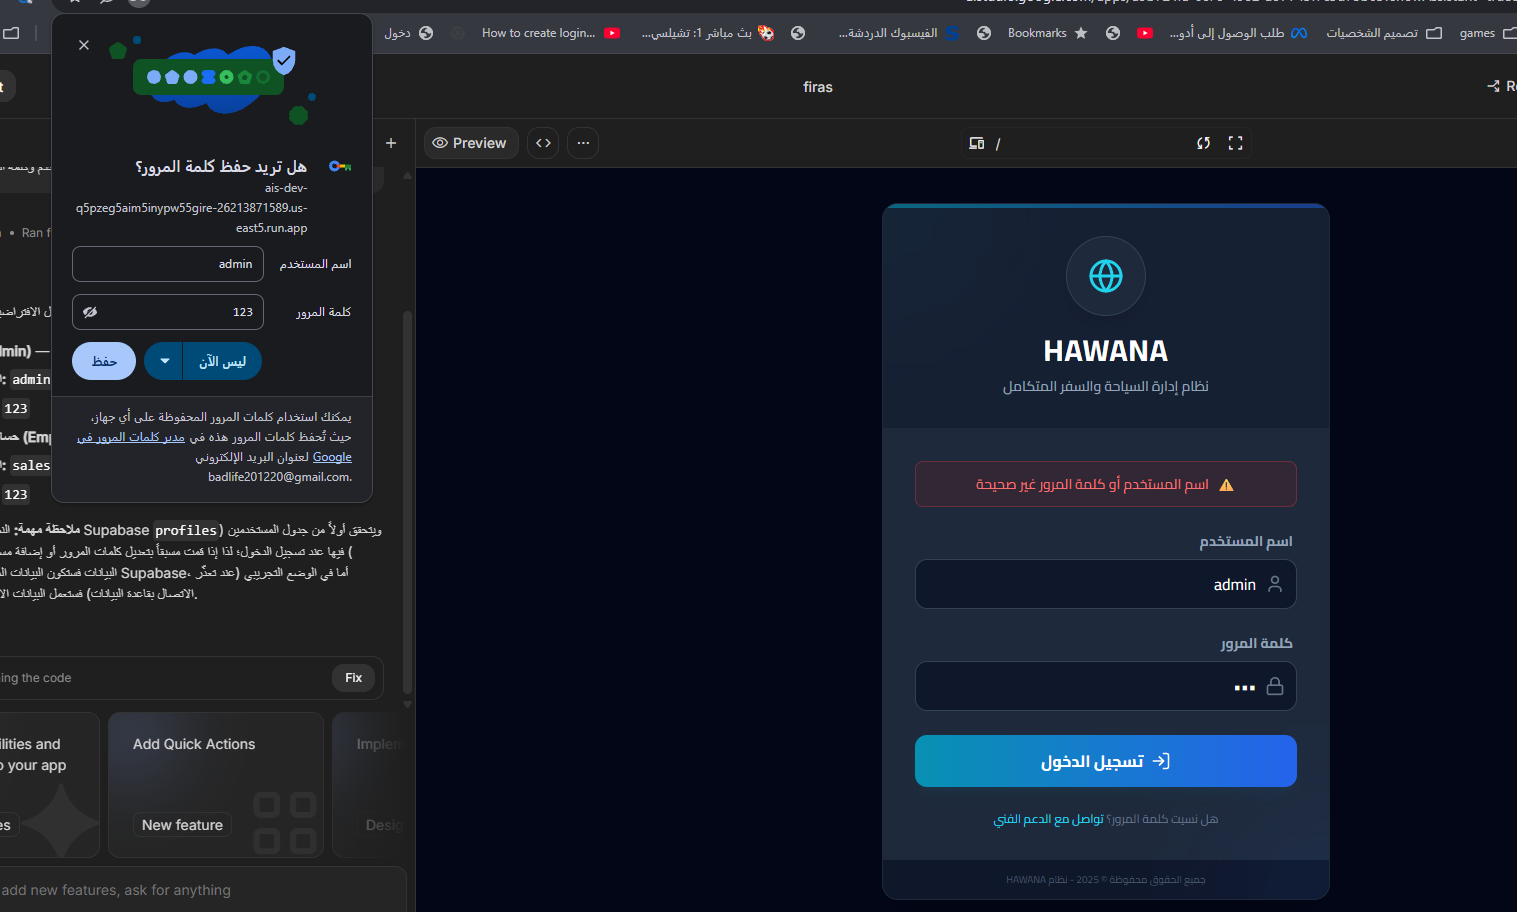 دخول
How to create login...
بث مباشر 1: تشيلسي...
الفيسبوك الدردشة...
Bookmarks
طلب الوصول إلى أدو...
تصميم الشخصيات
games
firas
Preview
/
هل تريد حفظ كلمة المرور؟
ais-dev-
q5pzeg5aim5inypw55gire-26213871589.us-
east5.run.app
اسم المستخدم
admin
كلمة المرور
123
حفظ
ليس الآن
يمكنك استخدام كلمات المرور المحفوظة على أي جهاز،
حيث تُحفظ كلمات المرور هذه في مدير كلمات المرور في
Google لعنوان البريد الإلكتروني
badlife201220@gmail.com.
Ran
admin
123
sales
123
ملاحظة مهمة:
Supabase profiles) ويتحقق أولاً من جدول المستخدمين
) فيها عند تسجيل الدخول؛ لذا إذا قمت مسبقاً بتعديل كلمات المرور أو إضافة
البيانات فستكون البيانات Supabase، أما في الوضع التجريبي (عند تعذّر
الاتصال بقاعدة البيانات) فستعمل البيانات
the code
Fix
and
your app
Add Quick Actions
New feature
add new features, ask for anything
HAWANA
نظام إدارة السياحة والسفر المتكامل
اسم المستخدم أو كلمة المرور غير صحيحة
اسم المستخدم
admin
كلمة المرور
تسجيل الدخول
هل نسيت كلمة المرور؟ تواصل مع الدعم الفني
جميع الحقوق محفوظة © 2025 - نظام HAWANA